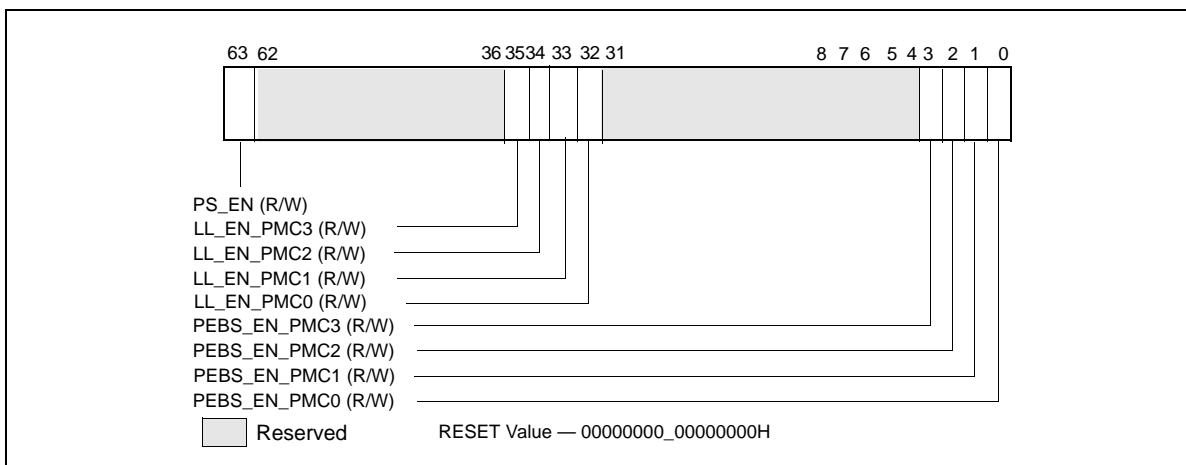 63 62 36 35 34 33 32 31 8 7 6 5 4 3 2 1 0
PS_EN (R/W)
LL_EN_PMC3 (R/W)
LL_EN_PMC2 (R/W)
LL_EN_PMC1 (R/W)
LL_EN_PMC0 (R/W)
PEBS_EN_PMC3 (R/W)
PEBS_EN_PMC2 (R/W)
PEBS_EN_PMC1 (R/W)
PEBS_EN_PMC0 (R/W)
Reserved RESET Value — 00000000_00000000H